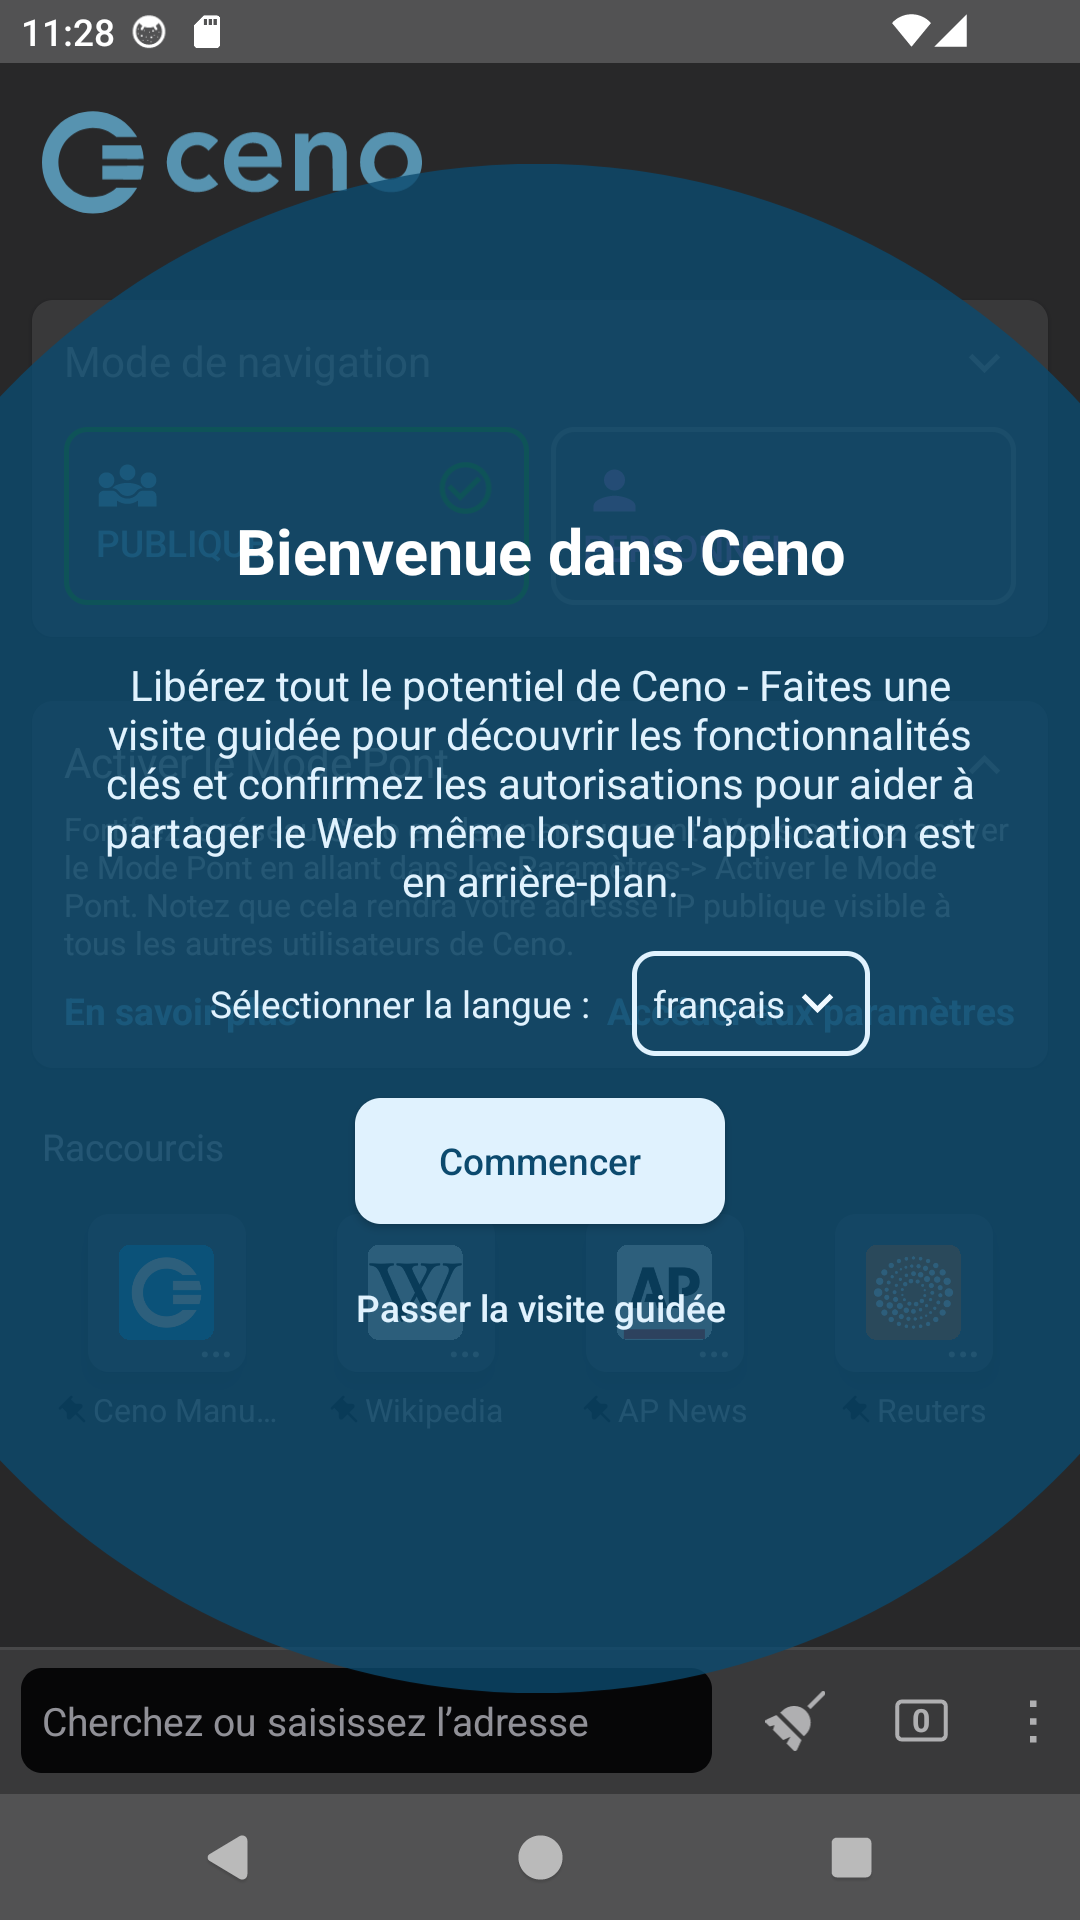 11:28
ceno
Mode de navigation
PUBLIQU
Bienvenue dans Ceno
Libérez tout le potentiel de Ceno - Faites une
visite guidée pour découvrir les fonctionnalités
clés et confirmez les autorisations pour aider à
partager le Web même lorsque l'application est
en arrière-plan.
Activer le Mode Pont
le Mode Pont en allant dans les Paramètres-> Activer le Mode
Pont. Notez que cela rendra votre adresse IP publique visible à
tous les autres utilisateurs de Ceno.
Sélectionner la langue :
français
En savoir plus
Accéder aux paramètres
Commencer
Raccourcis
W
AP
Passer la visite guidée
Ceno Manu...
Wikipedia
AP News
Reuters
Cherchez ou saisissez l’adresse
0